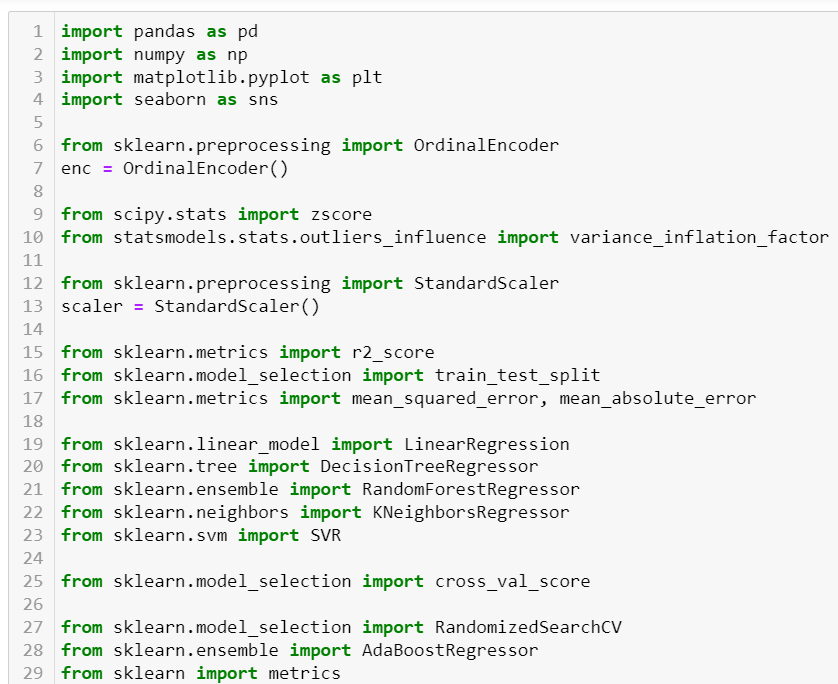 1 import pandas as pd
2 import numpy as np
3 import matplotlib.pyplot as plt
4 import seaborn as sns
5
6 from sklearn.preprocessing import OrdinalEncoder
7 enc = OrdinalEncoder()
8
9 from scipy.stats import zscore
10 from statsmodels.stats.outliers_influence import variance_inflation_factor
11
12 from sklearn.preprocessing import StandardScaler
13 scaler = StandardScaler()
14
15 from sklearn.metrics import r2_score
16 from sklearn.model_selection import train_test_split
17 from sklearn.metrics import mean_squared_error, mean_absolute_error
18
19 from sklearn.linear_model import LinearRegression
20 from sklearn.tree import DecisionTreeRegressor
21 from sklearn.ensemble import RandomForestRegressor
22 from sklearn.neighbors import KNeighborsRegressor
23 from sklearn.svm import SVR
24
25 from sklearn.model_selection import cross_val_score
26
27 from sklearn.model_selection import RandomizedSearchCV
28 from sklearn.ensemble import AdaBoostRegressor
29 from sklearn import metrics